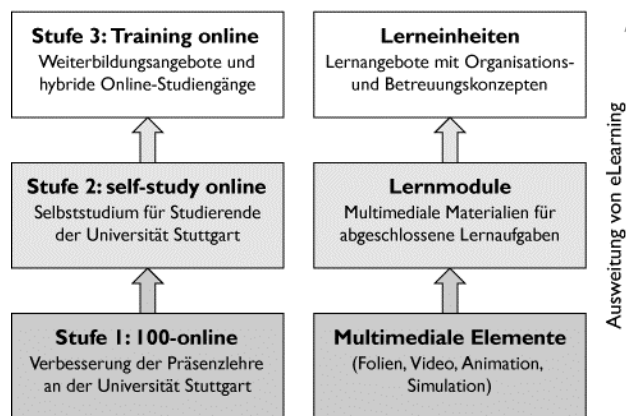 Stufe 3: Training online
Weiterbildungsangebote und
hybride Online-Studiengänge
Lerneinheiten
Lernangebote mit Organisations-
und Betreuungskonzepten
Stufe 2: self-study online
Selbststudium für Studierende
der Universität Stuttgart
Lernmodule
Multimediale Materialien für
abgeschlossene Lernaufgaben
Stufe 1: 100-online
Verbesserung der Präsenzlehre
an der Universität Stuttgart
Multimediale Elemente
(Folien, Video, Animation,
Simulation)
Ausweitung von eLearning